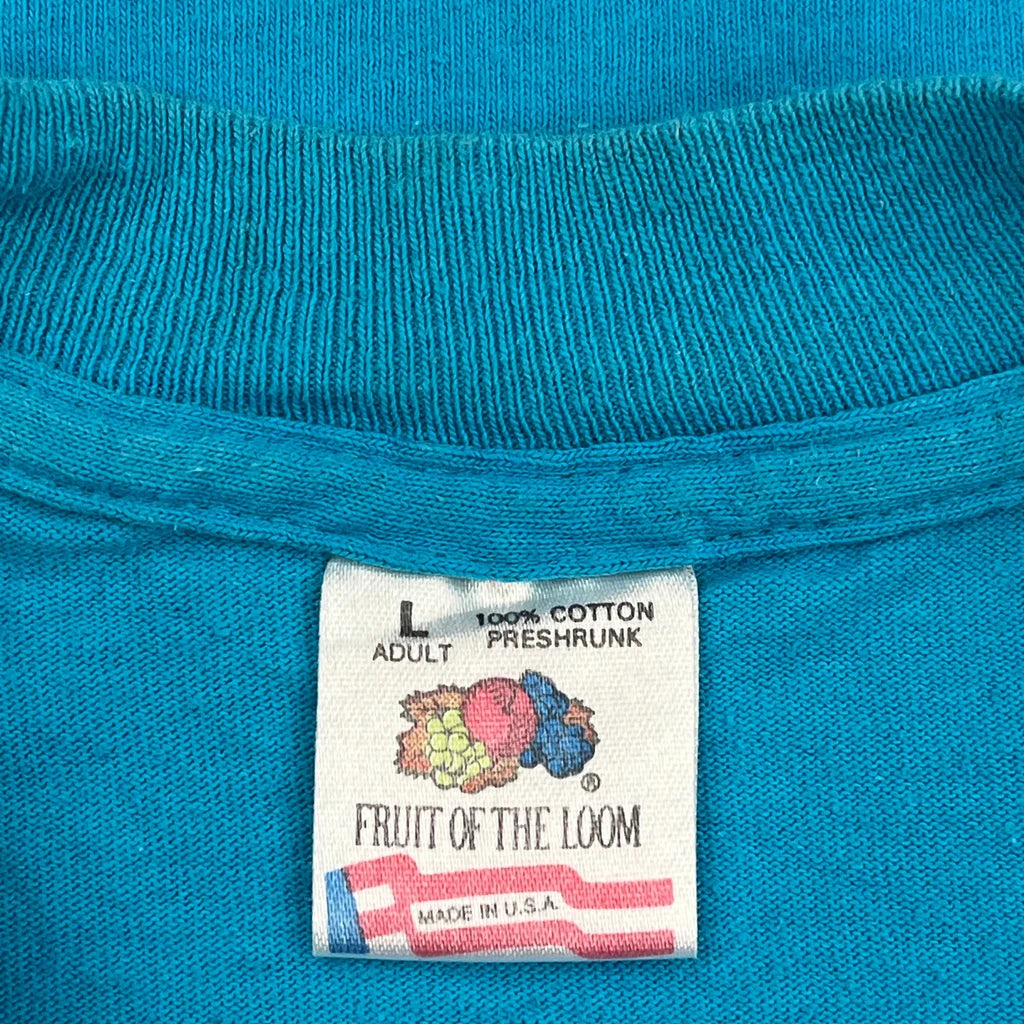 L 100% COTTON
ADULT PRESHRUNK
®
FRUIT OF THE LOOM
MADE IN U.S.A.